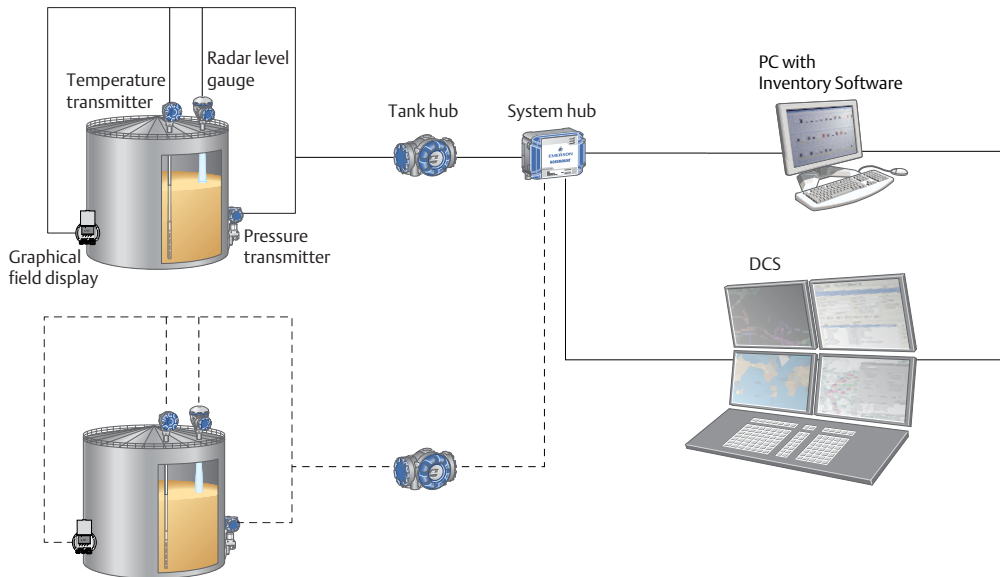 Radar level
gauge
Temperature
transmitter
Tank hub
System hub
PC with
Inventory Software
EMERSON
Graphical
field display
Pressure
transmitter
DCS